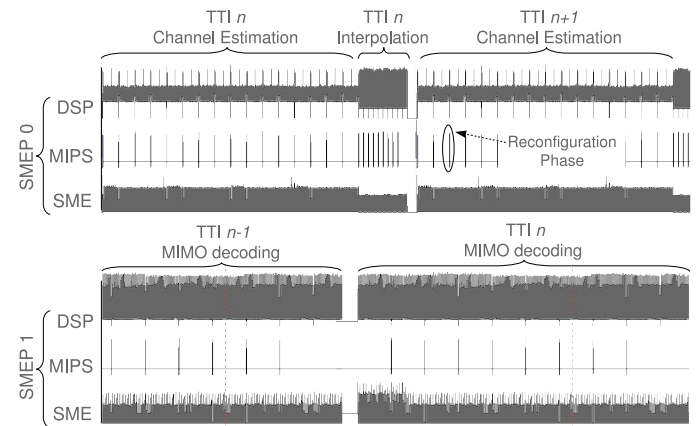 TTI n
Channel Estimation
TTI n
Interpolation
TTI n+1
Channel Estimation
SMEP 0
DSP
MIPS
SME
Reconfiguration
Phase
TTI n-1
MIMO decoding
TTI n
MIMO decoding
SMEP 1
DSP
MIPS
SME